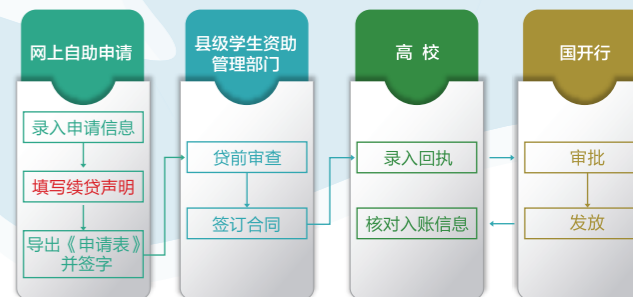 网上自助申请
录入申请信息
填写续贷声明
导出《申请表》
并签字
县级学生资助
管理部门
贷前审查
签订合同
高 校
录入回执
核对入账信息
国开行
审批
发放